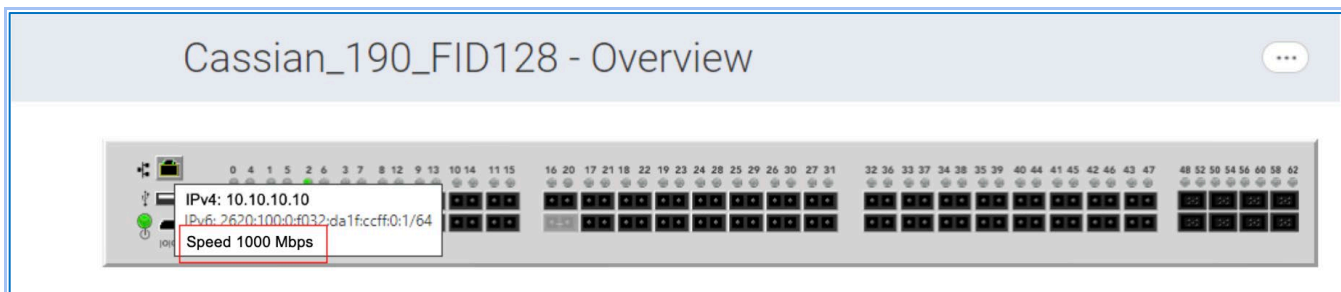 Cassian_190_FID128 - Overview
0 4 1 5 2 6 3 7 8 12 9 13 10 14 11 15 16 20 17 21 18 22 19 23 24 28 25 29 26 30 27 31 32 36 33 37 34 38 35 39 40 44 41 45 42 46 43 47 48 52 50 54 56 60 58 62
IPv4: 10.10.10.10
IPv6: 2620:100:0:f032:da1f:ccff:0:1/64
Speed 1000 Mbps